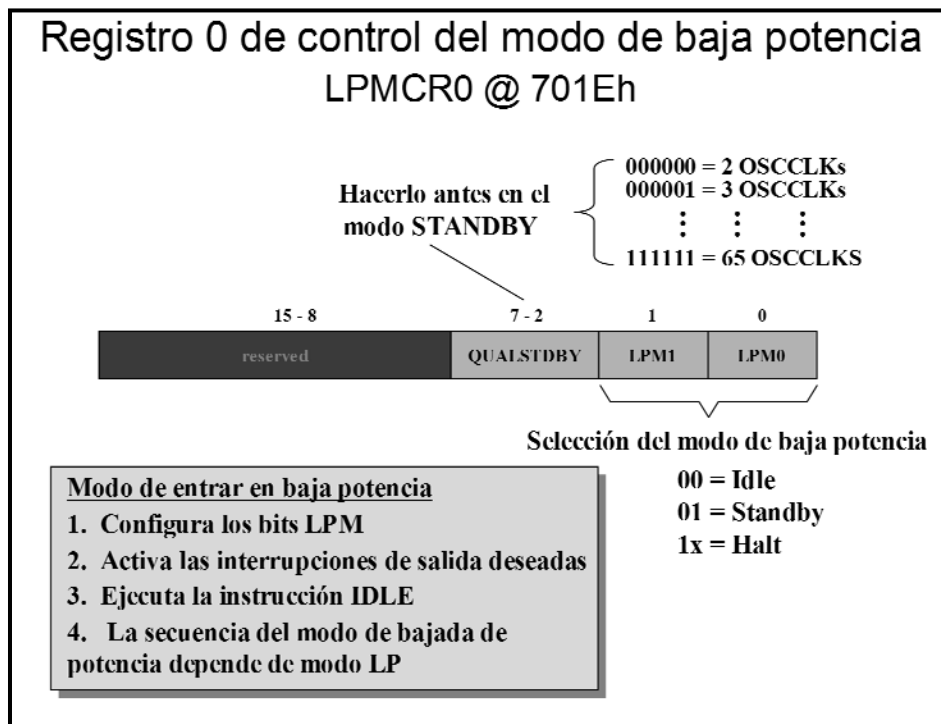 Registro 0 de control del modo de baja potencia
LPMCR0 @ 701Eh
000000 = 2 OSCCLKs
000001 = 3 OSCCLKs
111111 = 65 OSCCLKS
Hacerlo antes en el
modo STANDBY
15 - 8 7 - 2 1 0
reserved QUALSTDBY LPM1 LPM0
Selección del modo de baja potencia
00 = Idle
01 = Standby
1x = Halt
Modo de entrar en baja potencia
1. Configura los bits LPM
2. Activa las interrupciones de salida deseadas
3. Ejecuta la instrucción IDLE
4. La secuencia del modo de bajada de
potencia depende de modo LP